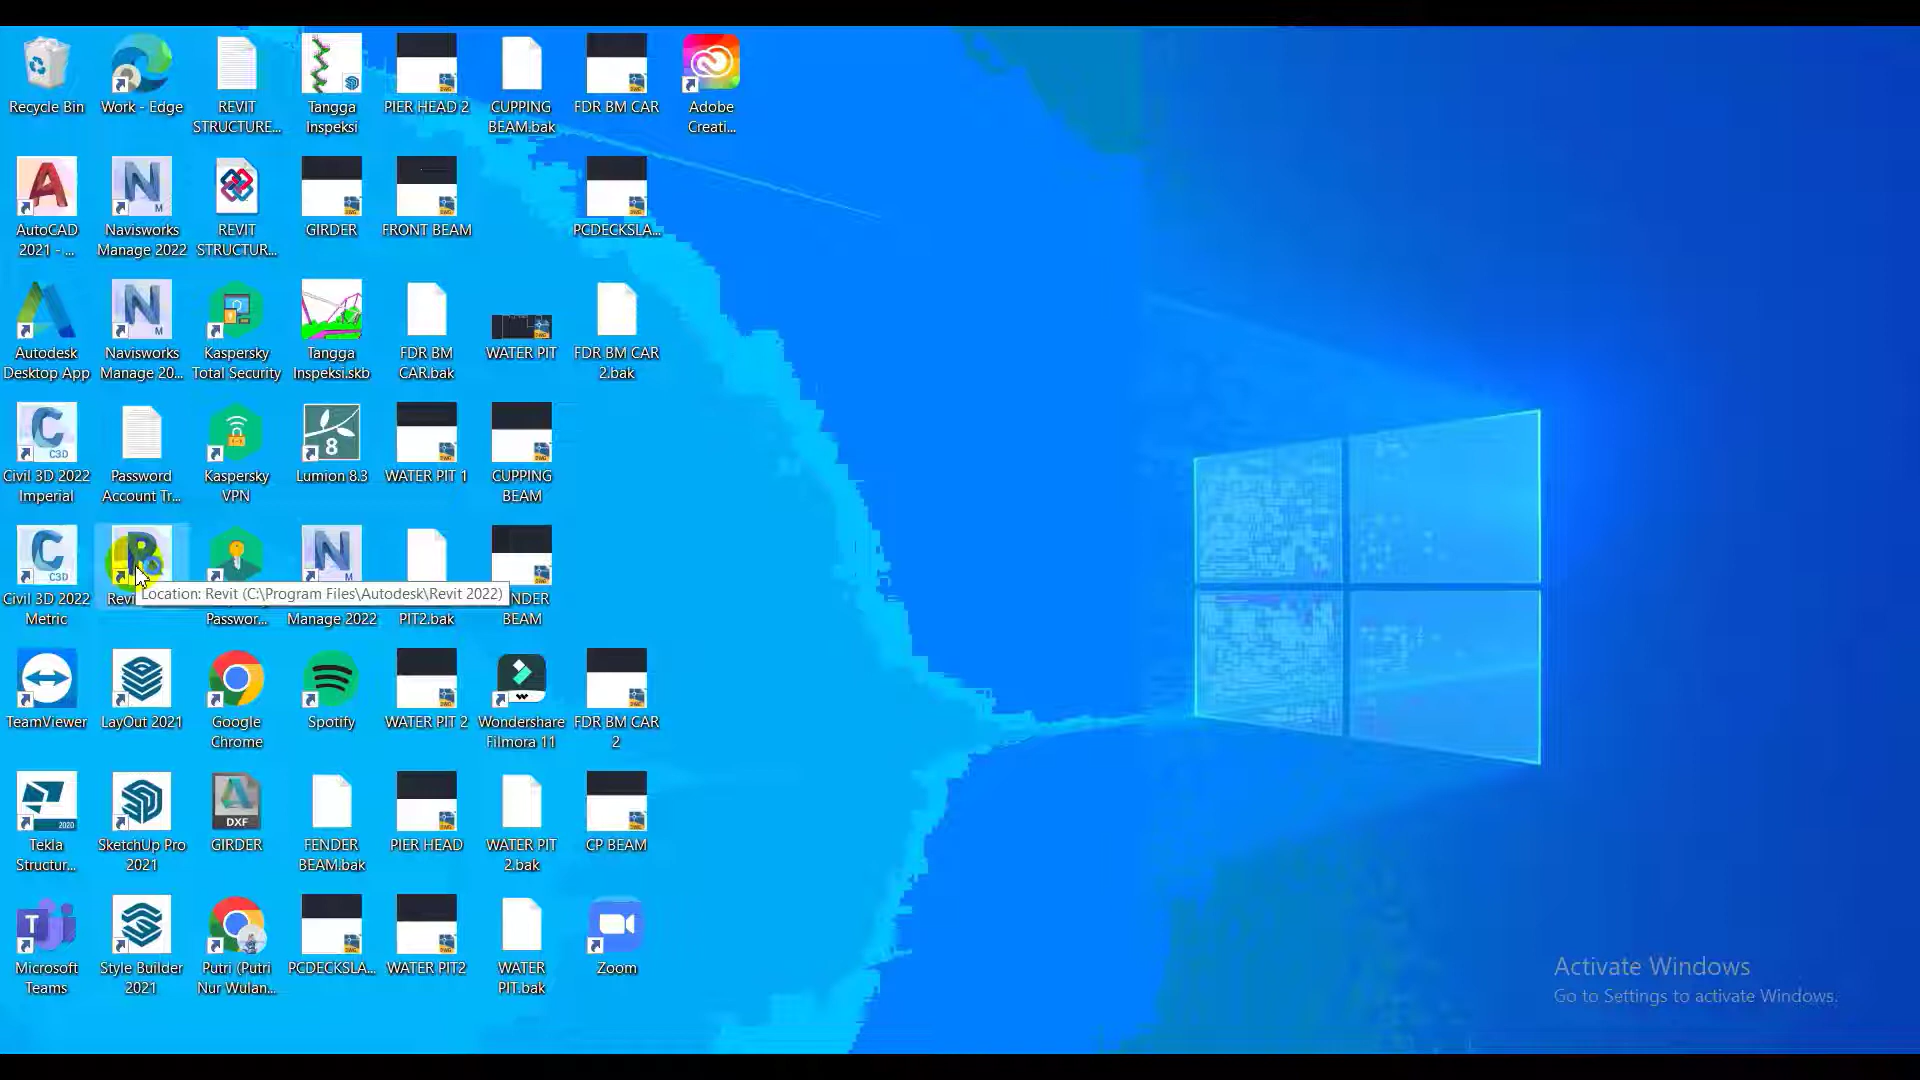 Recycle Bin
Work - Edge
REVIT
STRUCTURE...
Tangga
Inspeksi
PIER HEAD 2
CUPPING
BEAM.bak
FDR BM CAR
Adobe
Creati...
AutoCAD
2021 - ...
Navisworks
Manage 2022
REVIT
STRUCTUR...
GIRDER
FRONT BEAM
PCDECKSLA...
Autodesk
Desktop App
Navisworks
Manage 20...
Kaspersky
Total Security
Tangga
Inspeksi.skb
FDR BM
CAR.bak
WATER PIT
FDR BM CAR
2.bak
C3D
Civil 3D 2022
Imperial
Password
Account Tr...
Kaspersky
VPN
8
Lumion 8.3
WATER PIT 1
CUPPING
BEAM
C3D
Civil 3D 2022
Metric
Location: Revit (C:\Program Files\Autodesk\Revit 2022)
Passwor...
Manage 2022
PIT2.bak
BEAM
TeamViewer
LayOut 2021
Google
Chrome
Spotify
WATER PIT 2
Wondershare
Filmora 11
FDR BM CAR
2
2020
Tekla
Structur...
SketchUp Pro
2021
DXF
GIRDER
FENDER
BEAM.bak
PIER HEAD
WATER PIT
2.bak
CP BEAM
Microsoft
Teams
Style Builder
2021
Putri (Putri
Nur Wulan...
PCDECKSLA...
WATER PIT2
WATER
PIT.bak
Zoom
Activate Windows
Go to Settings to activate Windows.